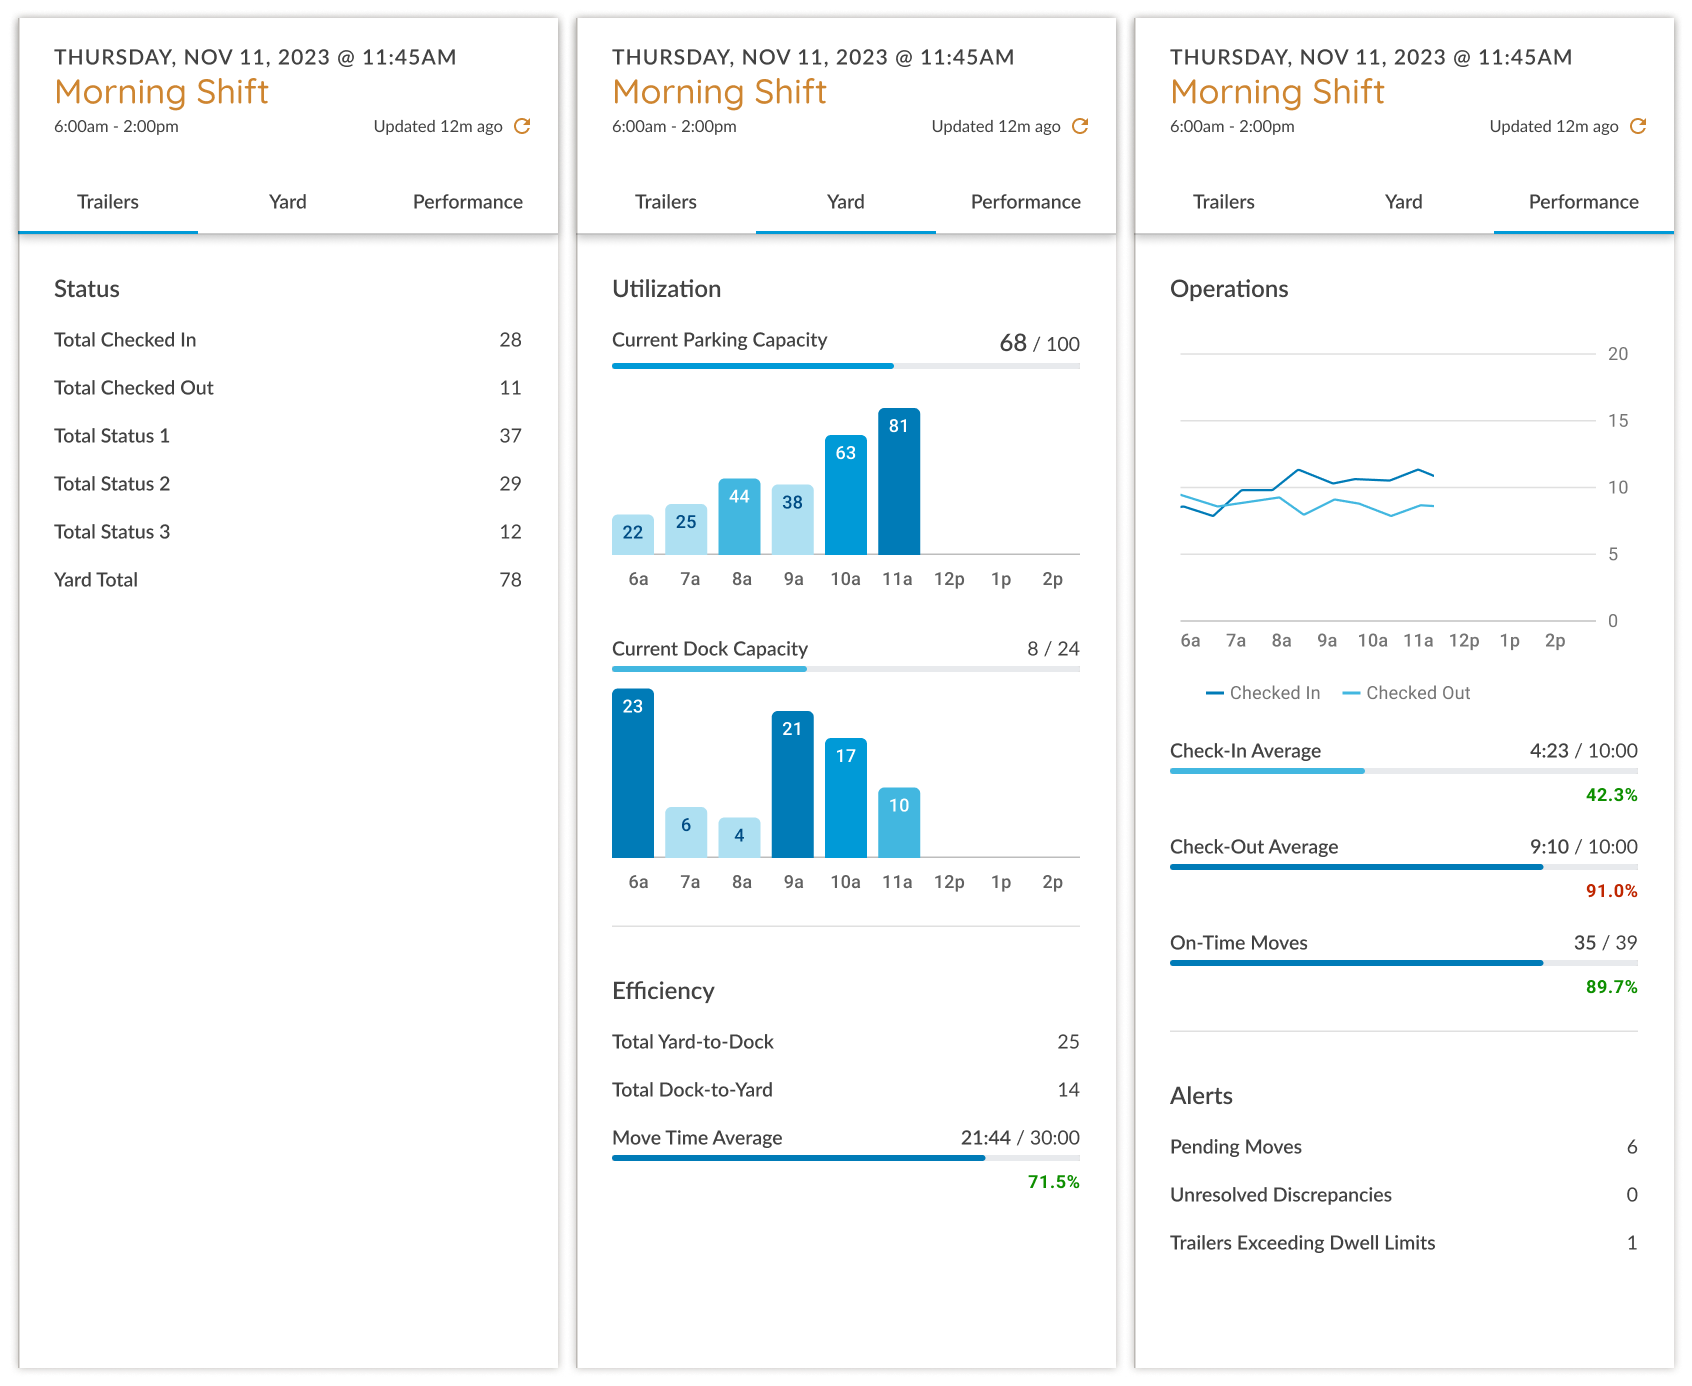 THURSDAY, NOV 11, 2023 @ 11:45AM
Morning Shift
6:00am - 2:00pm Updated 12m ago
Trailers Yard Performance
Status
Total Checked In 28
Total Checked Out 11
Total Status 1 37
Total Status 2 29
Total Status 3 12
Yard Total 78
THURSDAY, NOV 11, 2023 @ 11:45AM
Morning Shift
6:00am - 2:00pm Updated 12m ago
Trailers Yard Performance
Utilization
Current Parking Capacity 68 / 100
22 25 44 38 63 81
6a 7a 8a 9a 10a 11a 12p 1p 2p
Current Dock Capacity 8 / 24
23 6 4 21 17 10
6a 7a 8a 9a 10a 11a 12p 1p 2p
Efficiency
Total Yard-to-Dock 25
Total Dock-to-Yard 14
Move Time Average 21:44 / 30:00
71.5%
THURSDAY, NOV 11, 2023 @ 11:45AM
Morning Shift
6:00am - 2:00pm Updated 12m ago
Trailers Yard Performance
Operations
20
15
10
5
0
6a 7a 8a 9a 10a 11a 12p 1p 2p
Checked In Checked Out
Check-In Average 4:23 / 10:00
42.3%
Check-Out Average 9:10 / 10:00
91.0%
On-Time Moves 35 / 39
89.7%
Alerts
Pending Moves 6
Unresolved Discrepancies 0
Trailers Exceeding Dwell Limits 1